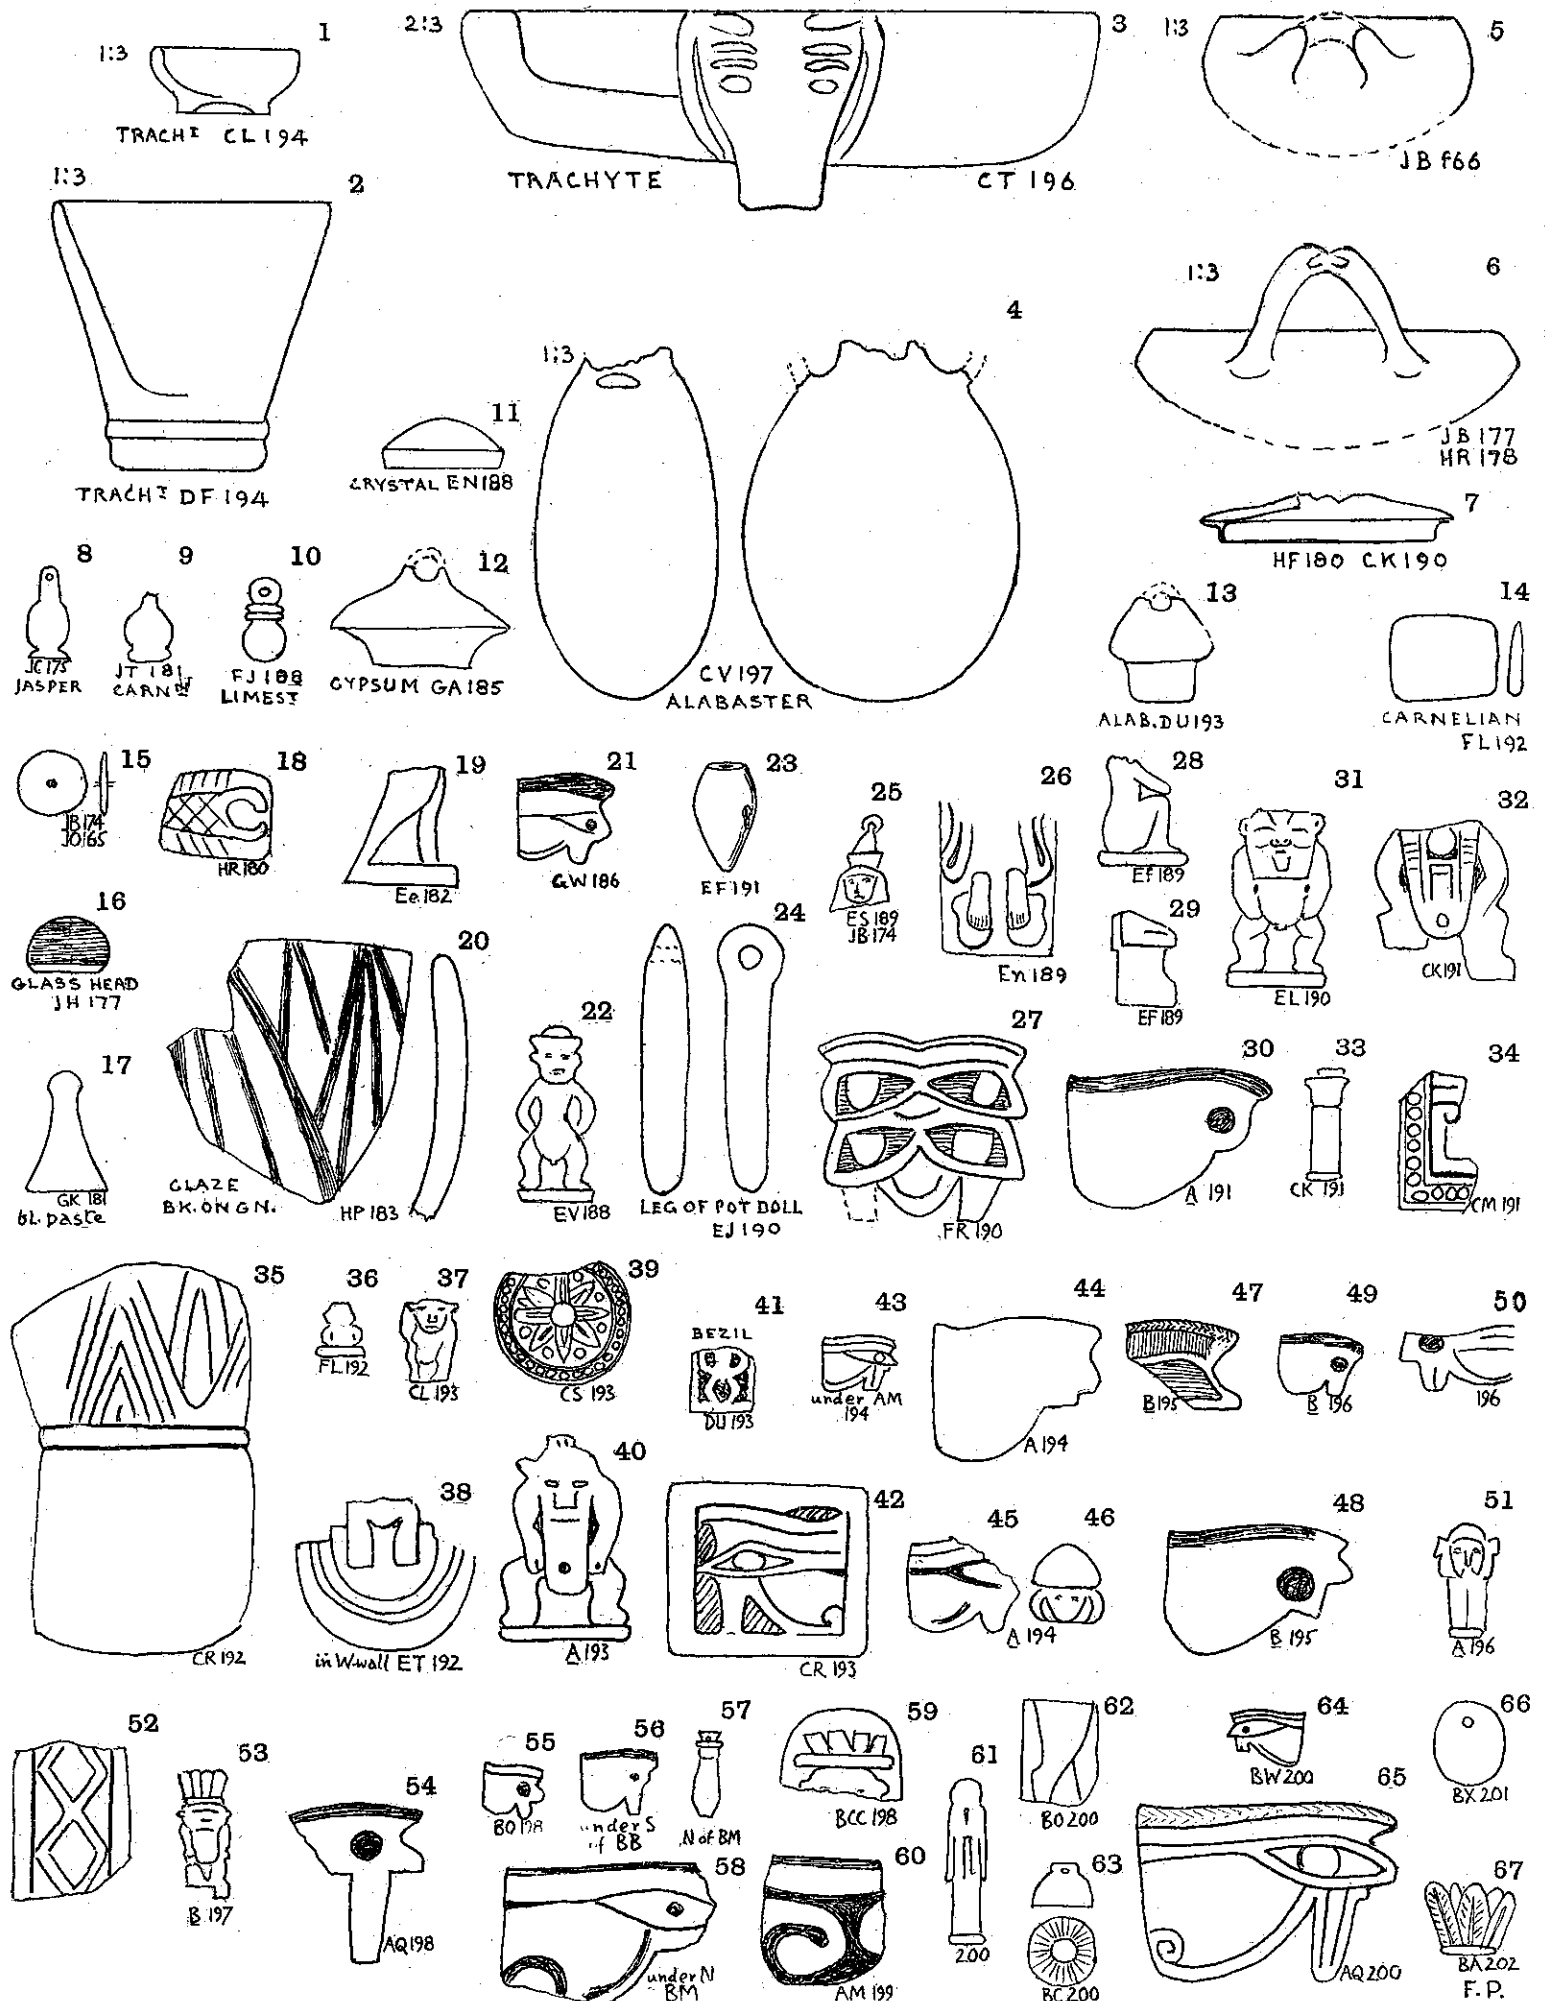 1
1:3
TRACHT CL 194
2:3
3
TRACHYTE CT 196
1:3
5
JB f66
1:3
2
TRACHT DF 194
4
1:3
CV 197
ALABASTER
1:3
6
JB 177
HR 178
11
CRYSTAL EN 188
7
HF 180 CK 190
8
JC 175
JASPER
9
JT 181
CARNn
10
FJ 188
LIMEST
12
GYPSUM GA 185
13
ALAB. DU 193
14
CARNELIAN
FL 192
15
JB 174
JO 165
18
HR 180
19
Ee 182
21
GW 186
23
EF 191
25
ES 189
JB 174
26
En 189
28
EF 189
31
EL 190
32
CK 191
16
GLASS HEAD
JH 177
20
GLAZE
BK. ON GN.
HP 183
22
EV 188
24
LEG OF POT DOLL
EJ 190
27
FR 190
29
EF 189
30
A 191
33
CK 191
34
CM 191
17
GK 181
GL. paste
35
CR 192
36
FL 192
37
CL 193
39
CS 193
41
BEZIL
DU 193
43
under AM
194
44
A 194
47
B 195
49
B 196
50
196
38
in W wall ET 192
40
A 193
42
CR 193
45
46
A 194
48
B 195
51
A 196
52
53
B 197
54
AQ 198
55
BO 198
56
under S
of BB
57
N of BM
58
under N
BM
59
BCC 198
60
AM 199
61
200
62
BO 200
63
BC 200
64
BW 200
65
AQ 200
66
BX 201
67
BA 202
F.P.